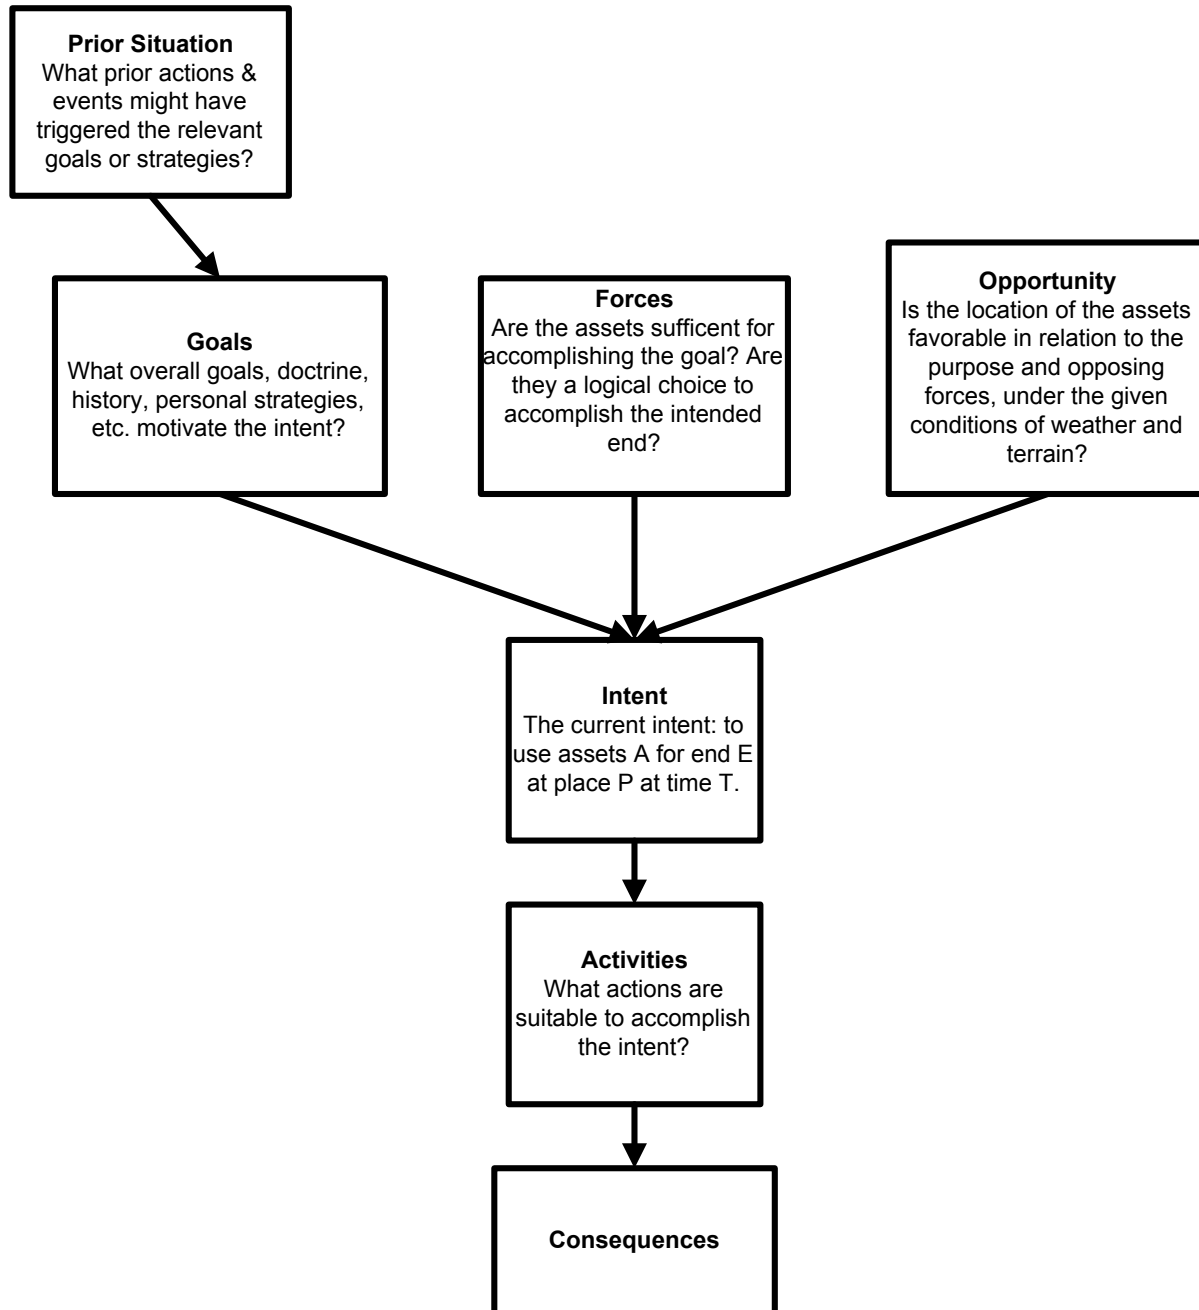 Prior Situation
What prior actions &
events might have
triggered the relevant
goals or strategies?
Goals
What overall goals, doctrine,
history, personal strategies,
etc. motivate the intent?
Forces
Are the assets sufficent for
accomplishing the goal? Are
they a logical choice to
accomplish the intended
end?
Opportunity
Is the location of the assets
favorable in relation to the
purpose and opposing
forces, under the given
conditions of weather and
terrain?
Intent
The current intent: to
use assets A for end E
at place P at time T.
Activities
What actions are
suitable to accomplish
the intent?
Consequences